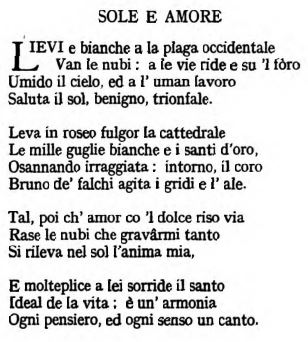 SOLE E AMORE
LIEVI e bianche a la plaga occidentale
Van le nubi : a le vie ride e su 'l fòro
Umido il cielo, ed a l' uman lavoro
Saluta il sol, benigno, trionfale.
Leva in roseo fulgor la cattedrale
Le mille guglie bianche e i santi d'oro,
Osannando irraggiata : intorno, il coro
Bruno de' falchi agita i gridi e l' ale.
Tal, poi ch' amor co 'l dolce riso via
Rase le nubi che gravârmi tanto
Si rileva nel sol l'anima mia,
E molteplice a lei sorride il santo
Ideal de la vita ; è un' armonia
Ogni pensiero, ed ogni senso un canto.